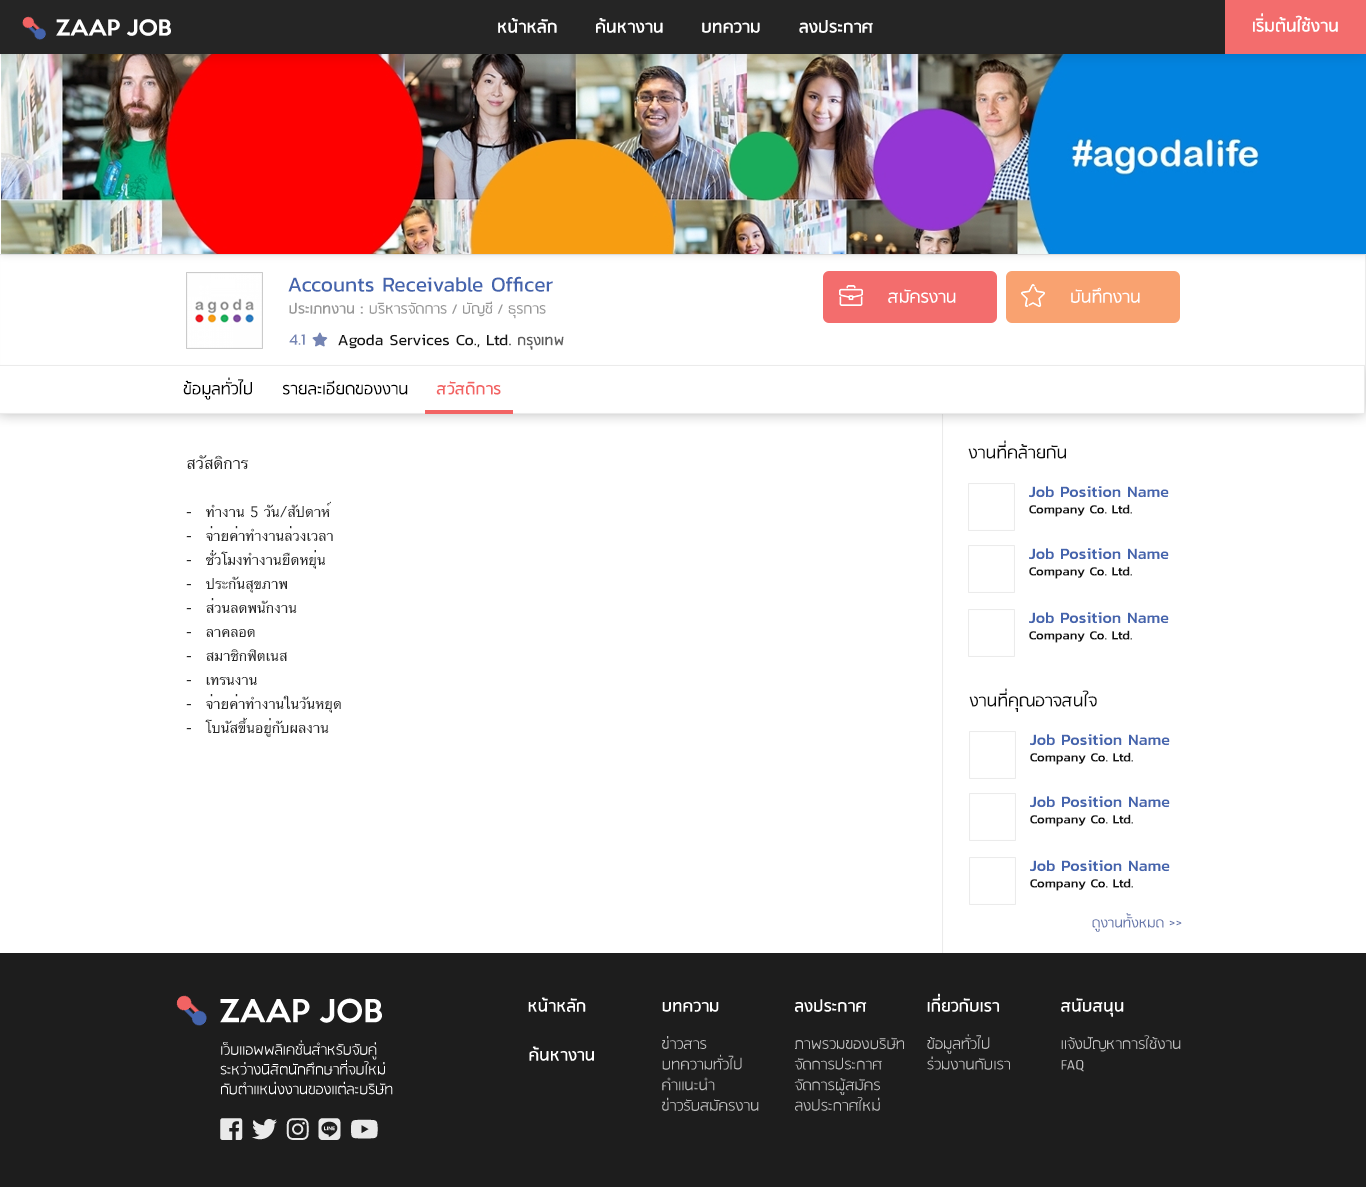 ZAAP JOB
หน้าหลัก
ค้นหางาน
บทความ
ลงประกาศ
เริ่มต้นใช้งาน
#agodalife
agoda
Accounts Receivable Officer
ประเภทงาน : บริหารจัดการ / บัญชี / ธุรการ
4.1 Agoda Services Co., Ltd. กรุงเทพ
สมัครงาน
บันทึกงาน
ข้อมูลทั่วไป
รายละเอียดของงาน
สวัสดิการ
สวัสดิการ
- ทำงาน 5 วัน/สัปดาห์
- จ่ายค่าทำงานล่วงเวลา
- ชั่วโมงทำงานยืดหยุ่น
- ประกันสุขภาพ
- ส่วนลดพนักงาน
- ลาคลอด
- สมาชิกฟิตเนส
- เทรนงาน
- จ่ายค่าทำงานในวันหยุด
- โบนัสขึ้นอยู่กับผลงาน
งานที่คล้ายกัน
Job Position Name
Company Co. Ltd.
Job Position Name
Company Co. Ltd.
Job Position Name
Company Co. Ltd.
งานที่คุณอาจสนใจ
Job Position Name
Company Co. Ltd.
Job Position Name
Company Co. Ltd.
Job Position Name
Company Co. Ltd.
ดูงานทั้งหมด >>
ZAAP JOB
เว็บแอพพลิเคชั่นสำหรับจับคู่
ระหว่างนิสิตนักศึกษาที่จบใหม่
กับตำแหน่งงานของแต่ละบริษัท
LINE
หน้าหลัก
ค้นหางาน
บทความ
ข่าวสาร
บทความทั่วไป
คำแนะนำ
ข่าวรับสมัครงาน
ลงประกาศ
ภาพรวมของบริษัท
จัดการประกาศ
จัดการผู้สมัคร
ลงประกาศใหม่
เกี่ยวกับเรา
ข้อมูลทั่วไป
ร่วมงานกับเรา
สนับสนุน
แจ้งปัญหาการใช้งาน
FAQ